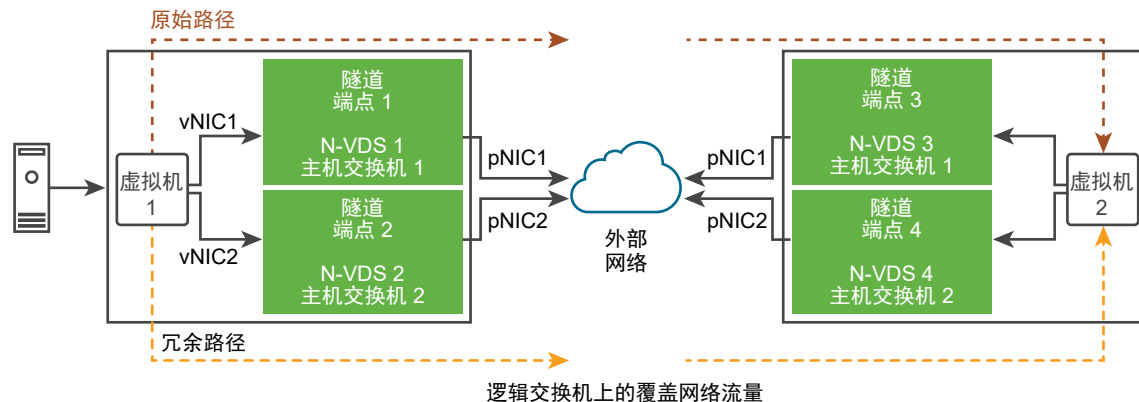 原始路径
隧道
端点 1
N-VDS 1
主机交换机 1
vNIC1
pNIC1
虚拟机
1
隧道
端点 2
N-VDS 2
主机交换机 2
vNIC2
pNIC2
外部
网络
pNIC1
隧道
端点 3
N-VDS 3
主机交换机 1
虚拟机
2
pNIC2
隧道
端点 4
N-VDS 4
主机交换机 2
冗余路径
逻辑交换机上的覆盖网络流量